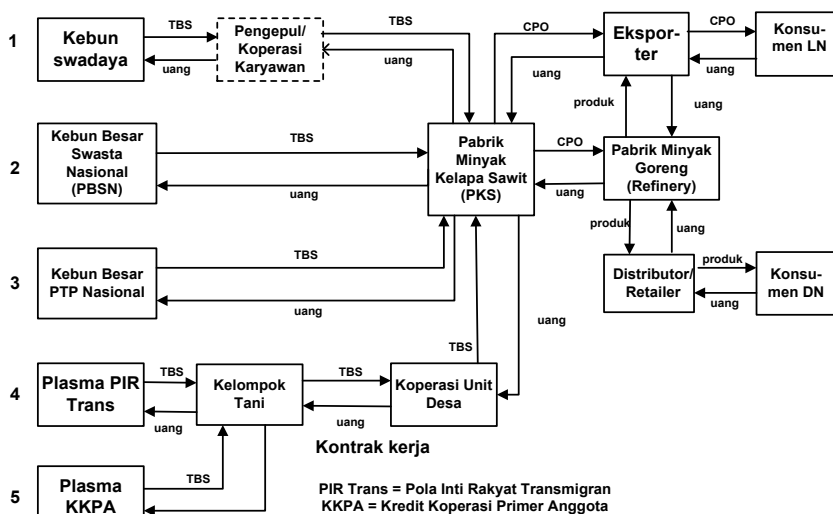 1
Kebun
swadaya
TBS
uang
Pengepul/
Koperasi
Karyawan
TBS
uang
CPO
uang
Ekspor-
ter
CPO
uang
Konsu-
men LN
produk
uang
2
Kebun Besar
Swasta
Nasional
(PBSN)
TBS
uang
Pabrik
Minyak
Kelapa Sawit
(PKS)
CPO
uang
Pabrik Minyak
Goreng
(Refinery)
produk
uang
3
Kebun Besar
PTP Nasional
TBS
uang
Distributor/
Retailer
produk
uang
Konsu-
men DN
TBS
uang
4
Plasma PIR
Trans
TBS
uang
Kelompok
Tani
TBS
uang
Koperasi Unit
Desa
Kontrak kerja
5
Plasma
KKPA
TBS
PIR Trans = Pola Inti Rakyat Transmigran
KKPA = Kredit Koperasi Primer Anggota